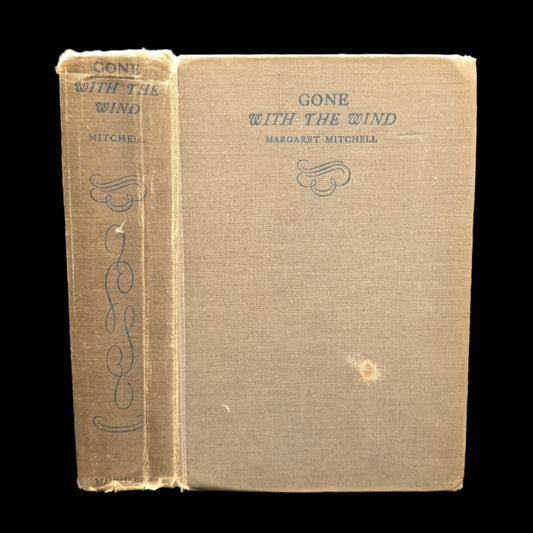 GONE
WITH THE
WIND
MITCHELL
GONE
WITH THE WIND
MARGARET MITCHELL